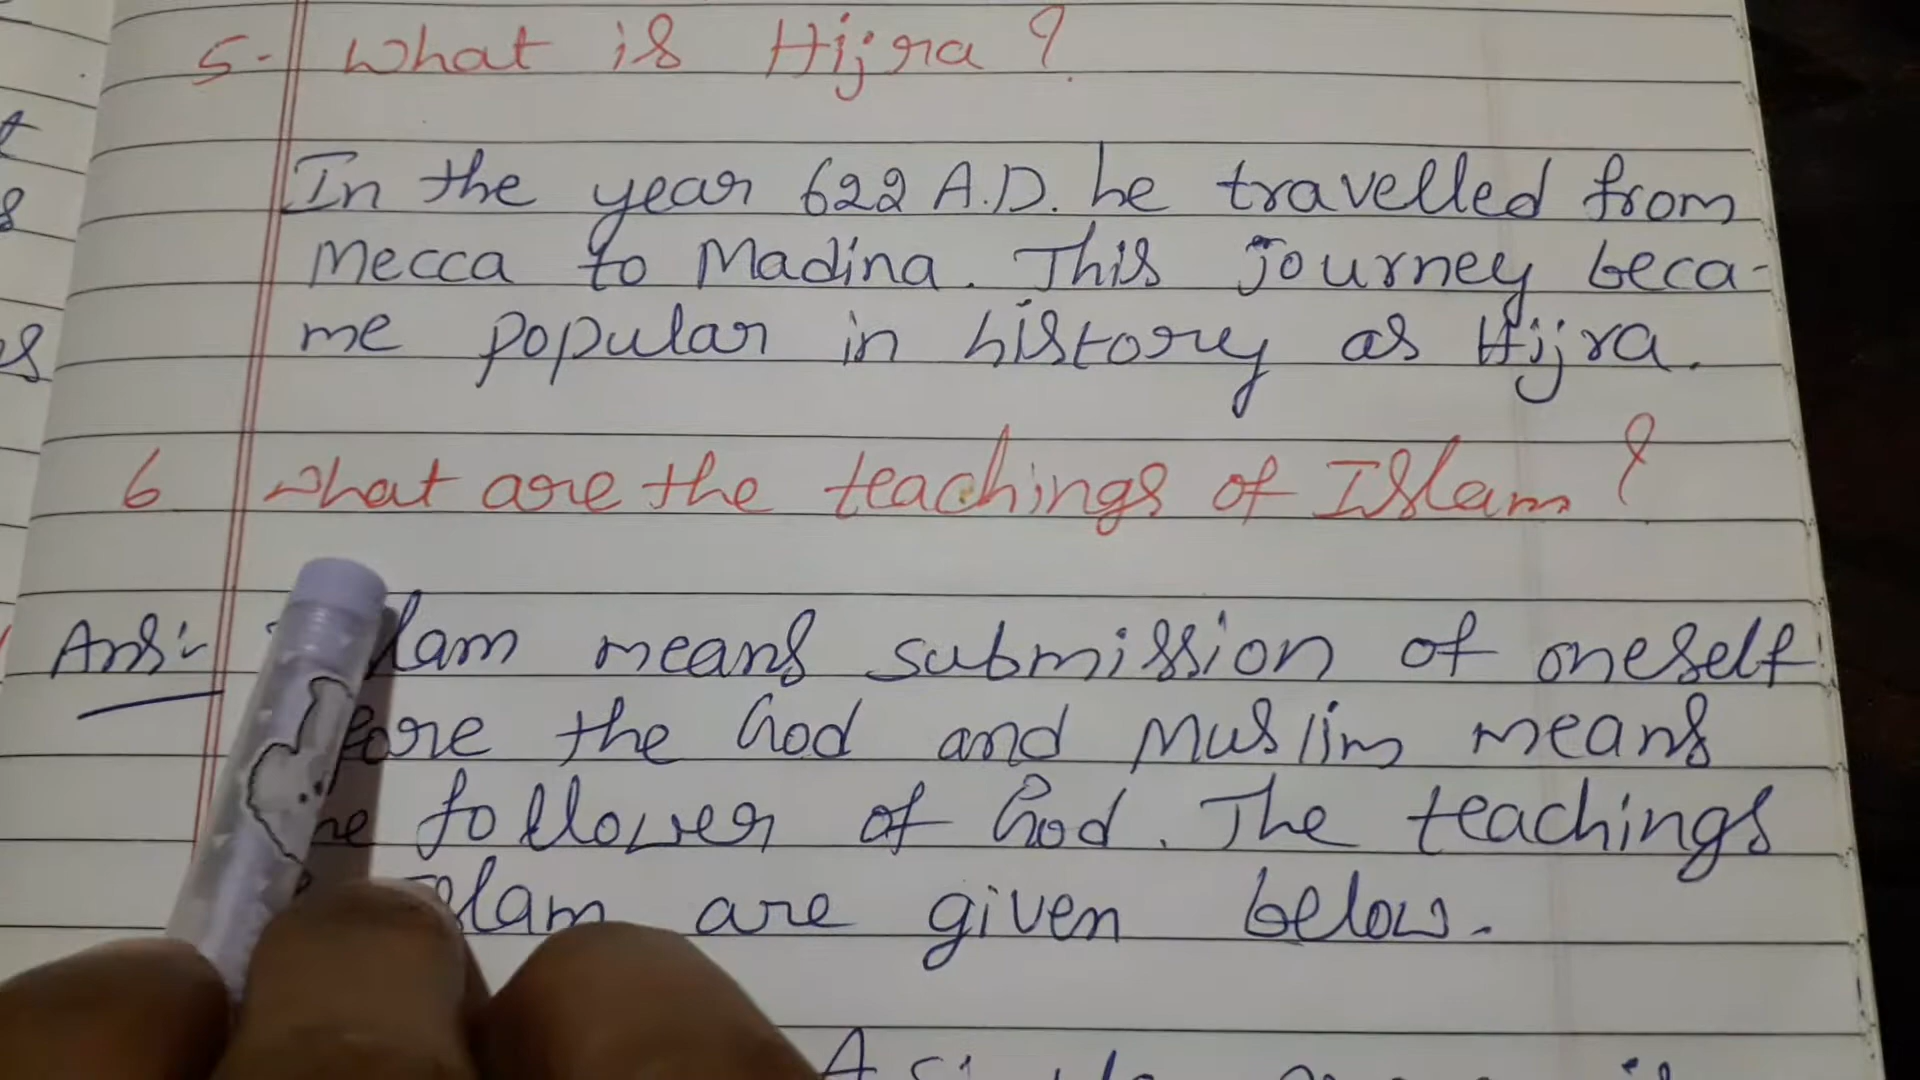 5- What is Hijra ?
In the year 622 A.D. he travelled from
Mecca to Madina. This journey beca-
me popular in history as Hijra.
6 What are the teachings of Islam ?
Ans:- lam means submission of oneself
fore the God and Muslim means
he follower of God. The teachings
slam are given below.